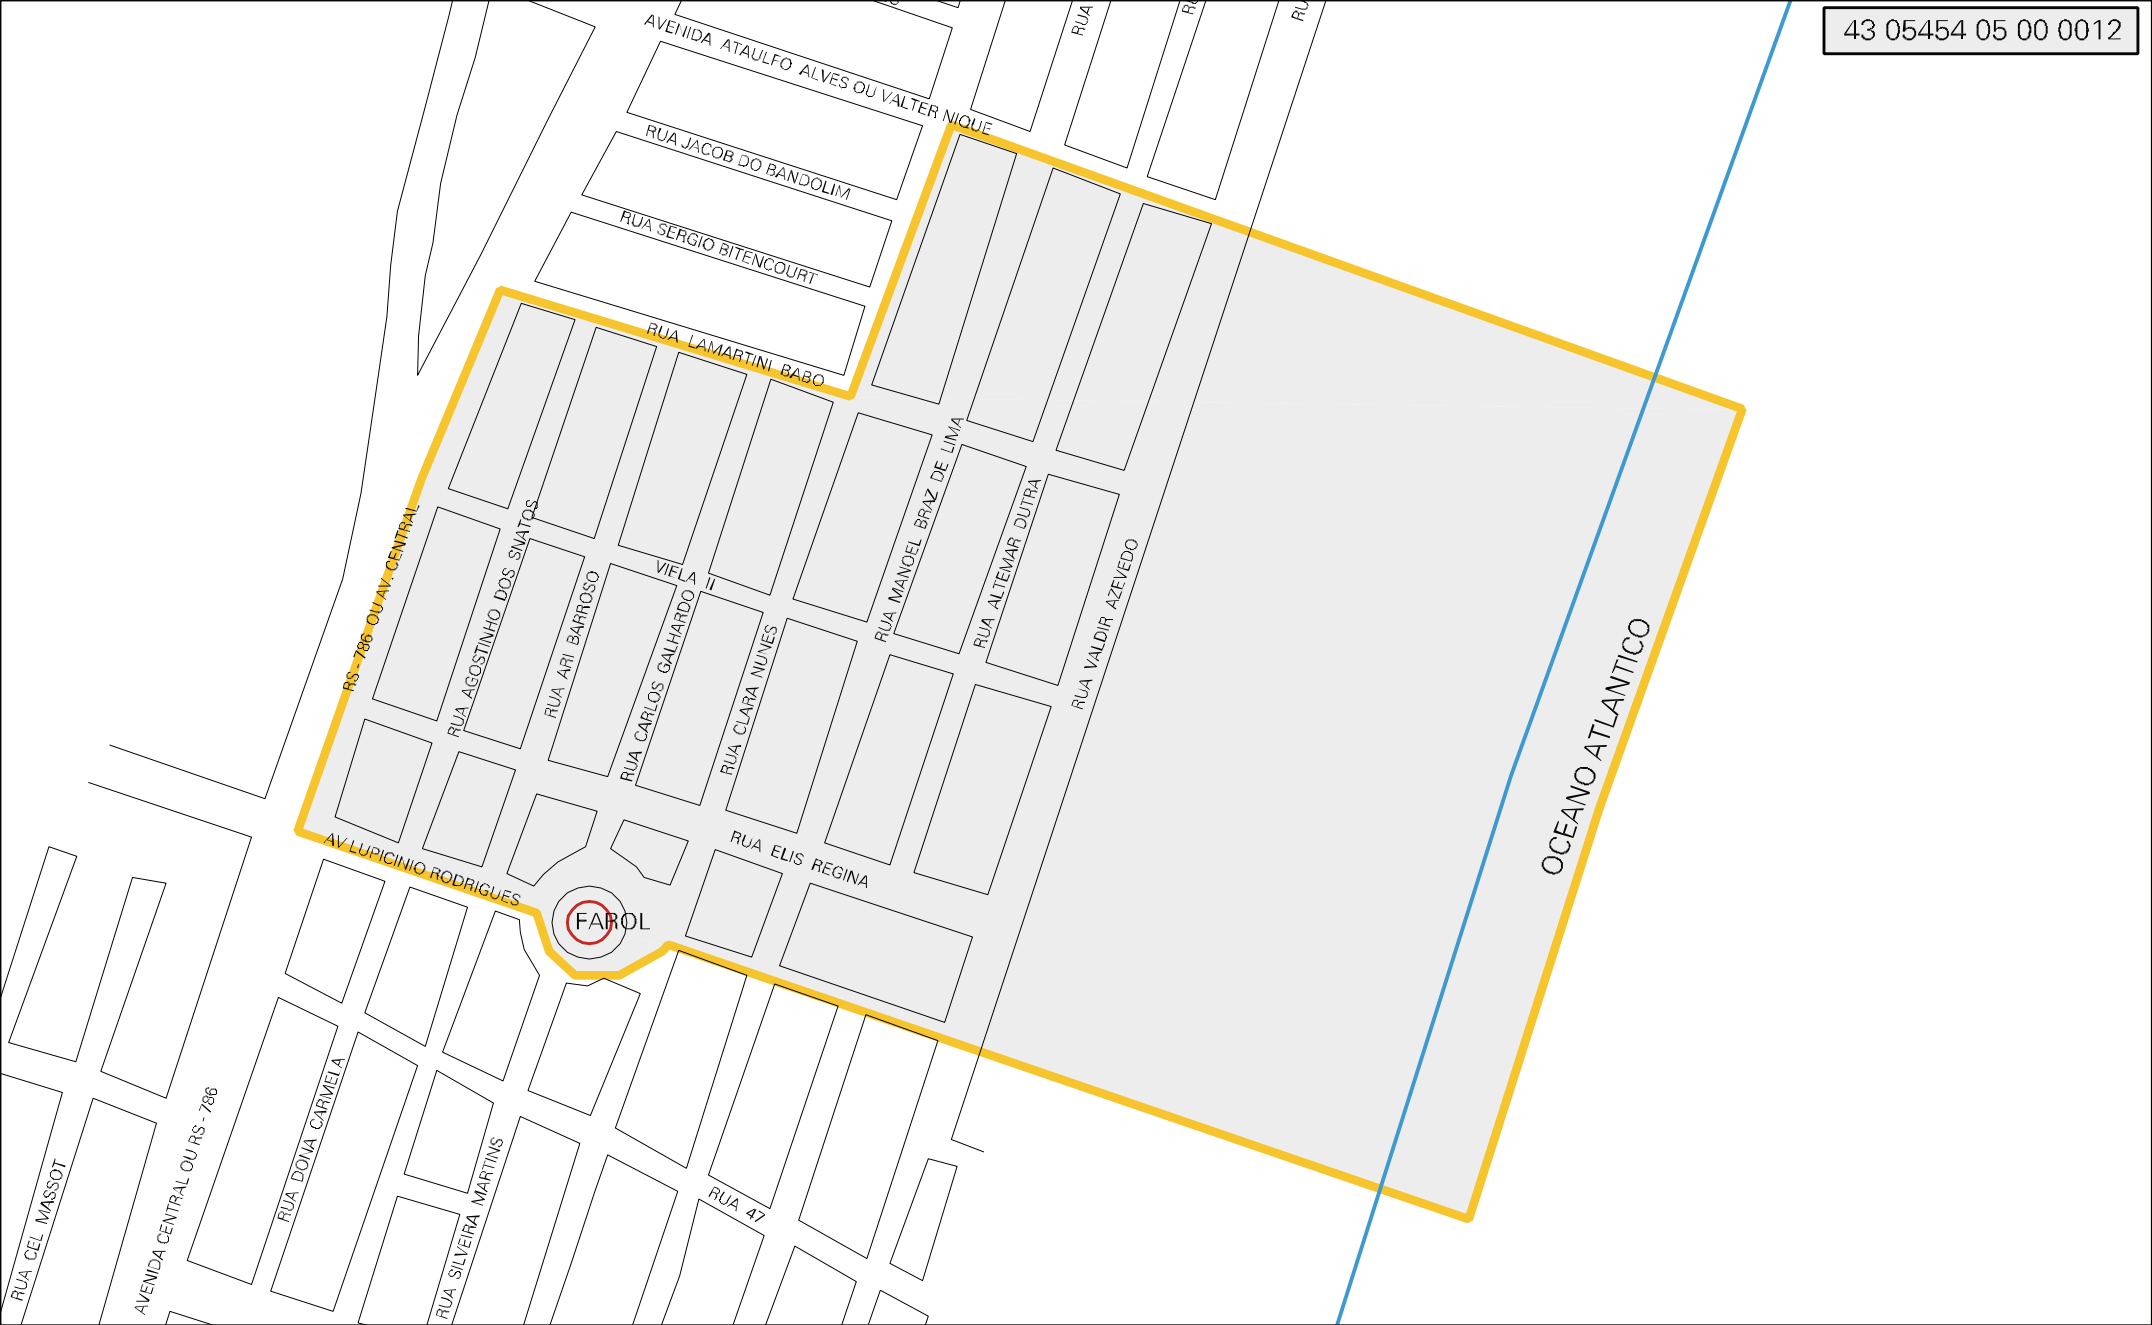 43 05454 05 00 0012
RUA
AVENIDA ATAULFO ALVES OU VALTER NIQUE
RUA JACOB DO BANDOLIM
RUA SERGIO BITENCOURT
RUA LAMARTINI BABO
RS - 786 OU AV. CENTRAL
RUA AGOSTINHO DOS SNATOS
RUA ARI BARROSO
VIELA II
RUA CARLOS GALHARDO
RUA CLARA NUNES
RUA MANOEL BRAZ DE LIMA
RUA ALTEMAR DUTRA
RUA VALDIR AZEVEDO
OCEANO ATLANTICO
AV LUPICINIO RODRIGUES
RUA ELIS REGINA
FAROL
RUA CEL MASSOT
AVENIDA CENTRAL OU RS - 786
RUA DONA CARMELA
RUA SILVEIRA MARTINS
RUA 47